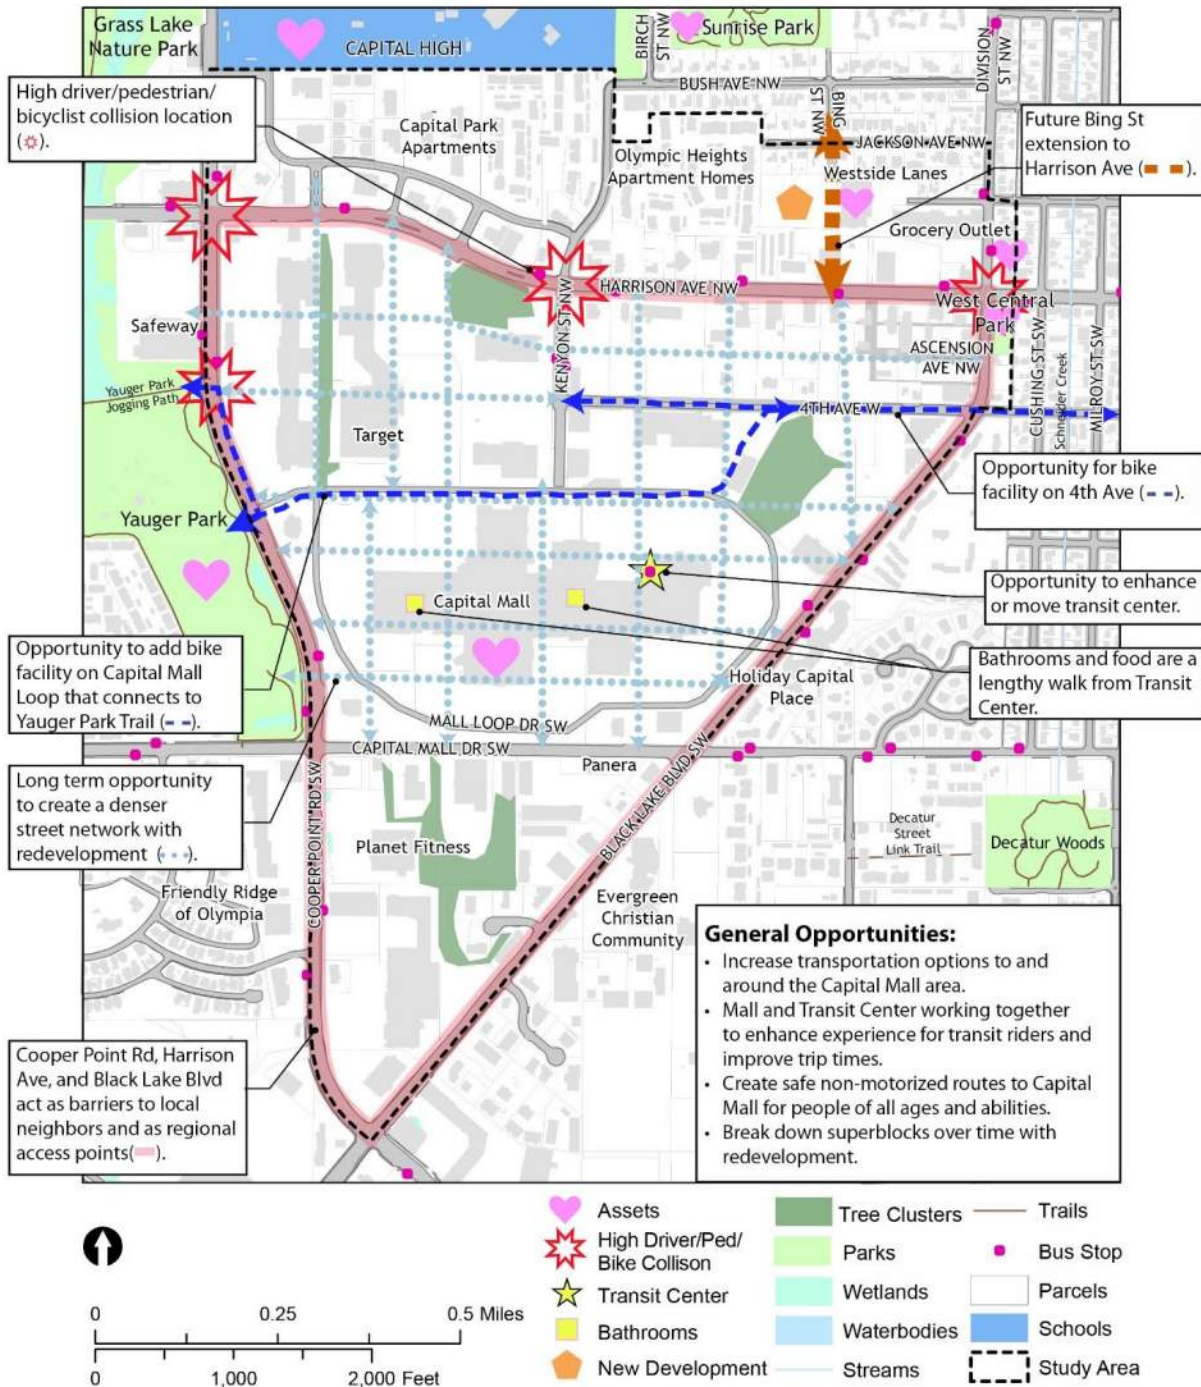 Grass Lake
Nature Park
CAPITAL HIGH
BIRCH
ST NW
Sunrise Park
DIVISION
ST NW
BUSH AVE NW
BING
ST NW
High driver/pedestrian/
bicyclist collision location
( ).
Capital Park
Apartments
Olympic Heights
Apartment Homes
JACKSON AVE NW
Westside Lanes
Future Bing St
extension to
Harrison Ave ( ).
Grocery Outlet
HARRISON AVE NW
West Central
Park
Safeway
KENYON ST NW
ASCENSION
AVE NW
CUSHING ST SW
Schneider Creek
MILROY ST SW
Yauger Park
Jogging Path
4TH AVE W
Target
Opportunity for bike
facility on 4th Ave ( ).
Yauger Park
Opportunity to enhance
or move transit center.
Capital Mall
Opportunity to add bike
facility on Capital Mall
Loop that connects to
Yauger Park Trail ( ).
Bathrooms and food are a
lengthy walk from Transit
Center.
Holiday Capital
Place
MALL LOOP DR SW
CAPITAL MALL DR SW
Panera
BLACK LAKE BLVD SW
Long term opportunity
to create a denser
street network with
redevelopment ( ).
COOPER POINT RD SW
Planet Fitness
Decatur
Street
Link Trail
Decatur Woods
Friendly Ridge
of Olympia
Evergreen
Christian
Community
General Opportunities:
• Increase transportation options to and
around the Capital Mall area.
• Mall and Transit Center working together
to enhance experience for transit riders and
improve trip times.
• Create safe non-motorized routes to Capital
Mall for people of all ages and abilities.
• Break down superblocks over time with
redevelopment.
Cooper Point Rd, Harrison
Ave, and Black Lake Blvd
act as barriers to local
neighbors and as regional
access points( ).
0 0.25 0.5 Miles
0 1,000 2,000 Feet
Assets
High Driver/Ped/
Bike Collison
Transit Center
Bathrooms
New Development
Tree Clusters
Parks
Wetlands
Waterbodies
Streams
Trails
Bus Stop
Parcels
Schools
Study Area